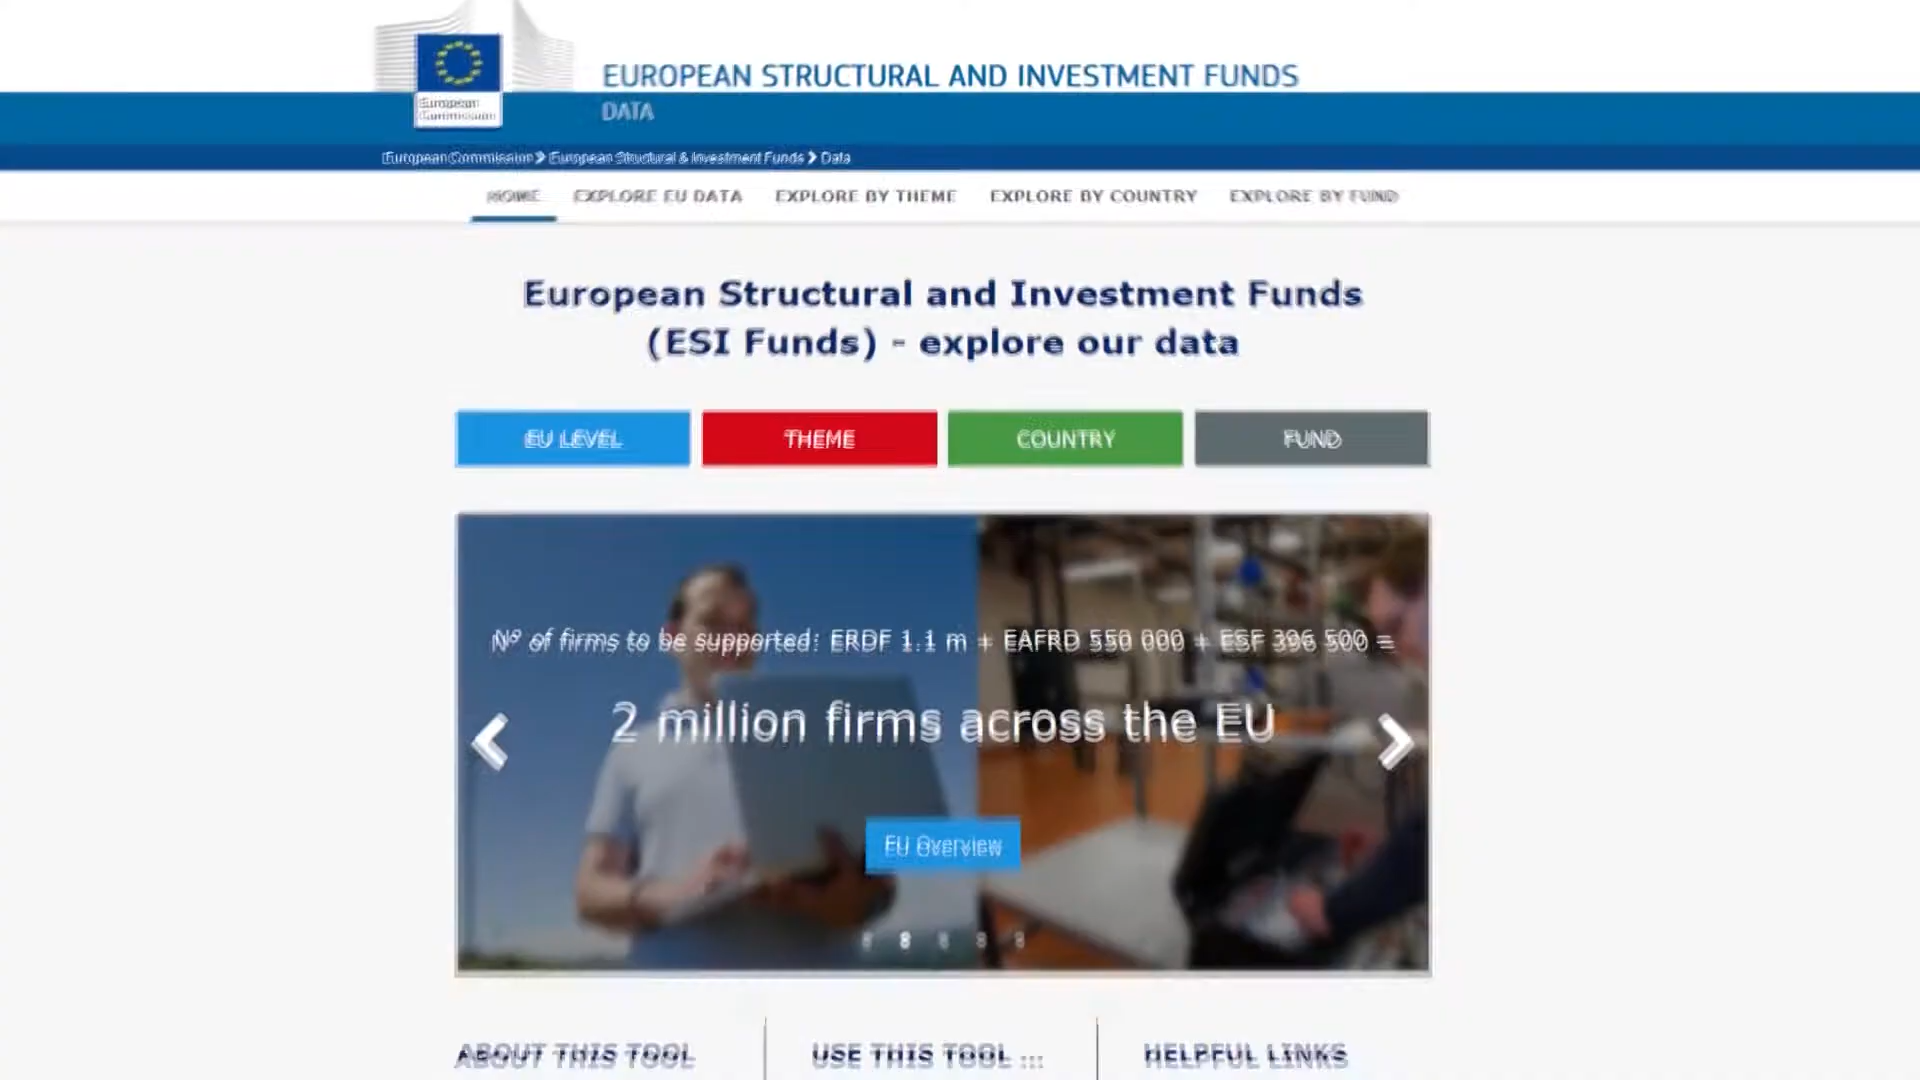 EUROPEAN STRUCTURAL AND INVESTMENT FUNDS
DATA
European
Commission
European Commission > European Structural & Investment Funds > Data
HOME EXPLORE EU DATA EXPLORE BY THEME EXPLORE BY COUNTRY EXPLORE BY FUND
European Structural and Investment Funds
(ESI Funds) - explore our data
EU LEVEL THEME COUNTRY FUND
N° of firms to be supported: ERDF 1.1 m + EAFRD 550 000 + ESF 396 500 =
2 million firms across the EU
EU Overview
ABOUT THIS TOOL USE THIS TOOL ... HELPFUL LINKS